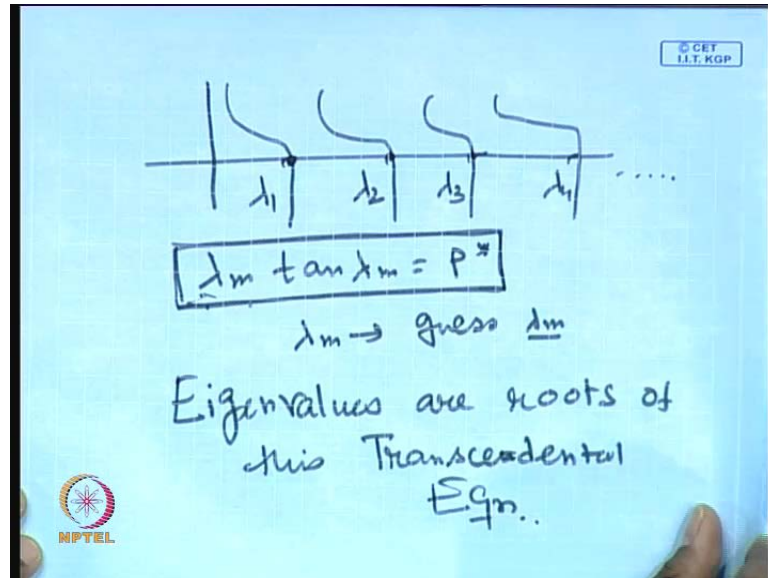 © CET
I.I.T. KGP
λ1 λ2 λ3 λ4 .....
λm tan λm = P*
λm → guess λm
Eigenvalues are roots of
this Transcendental
Eqn..
NPTEL